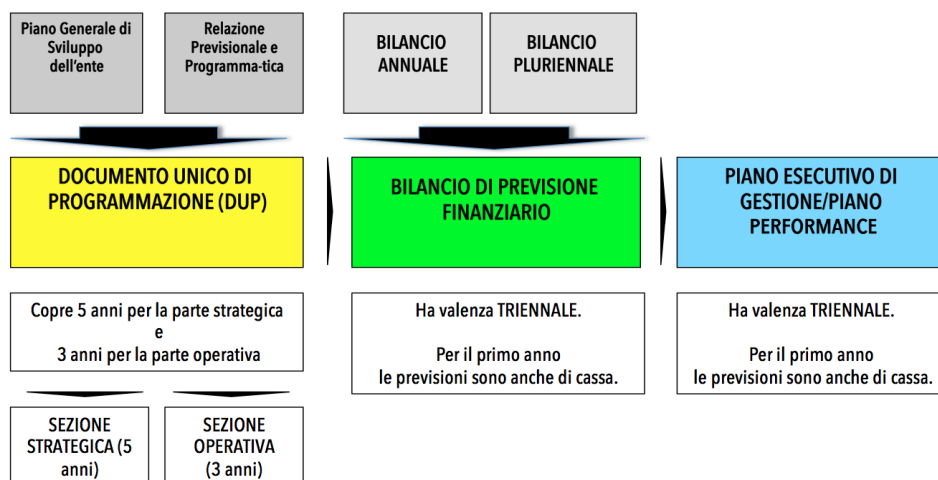 Piano Generale di
Sviluppo
dell'ente
Relazione
Previsionale e
Programma-tica
BILANCIO
ANNUALE
BILANCIO
PLURIENNALE
DOCUMENTO UNICO DI
PROGRAMMAZIONE (DUP)
BILANCIO DI PREVISIONE
FINANZIARIO
PIANO ESECUTIVO DI
GESTIONE/PIANO
PERFORMANCE
Copre 5 anni per la parte strategica
e
3 anni per la parte operativa
Ha valenza TRIENNALE.
Per il primo anno
le previsioni sono anche di cassa.
Ha valenza TRIENNALE.
Per il primo anno
le previsioni sono anche di cassa.
SEZIONE
STRATEGICA (5
anni)
SEZIONE
OPERATIVA
(3 anni)